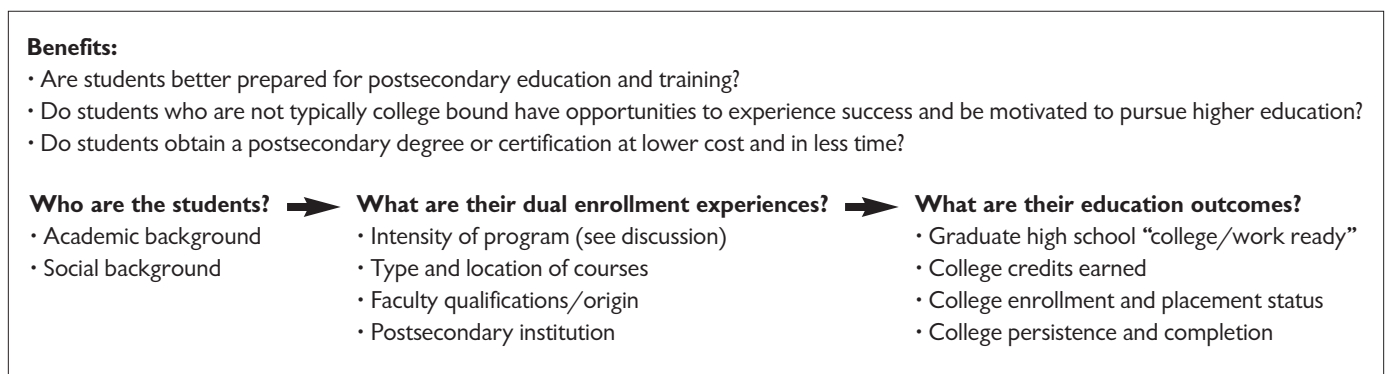 Benefits:
· Are students better prepared for postsecondary education and training?
· Do students who are not typically college bound have opportunities to experience success and be motivated to pursue higher education?
· Do students obtain a postsecondary degree or certification at lower cost and in less time?
Who are the students?
· Academic background
· Social background
What are their dual enrollment experiences?
· Intensity of program (see discussion)
· Type and location of courses
· Faculty qualifications/origin
· Postsecondary institution
What are their education outcomes?
· Graduate high school “college/work ready”
· College credits earned
· College enrollment and placement status
· College persistence and completion